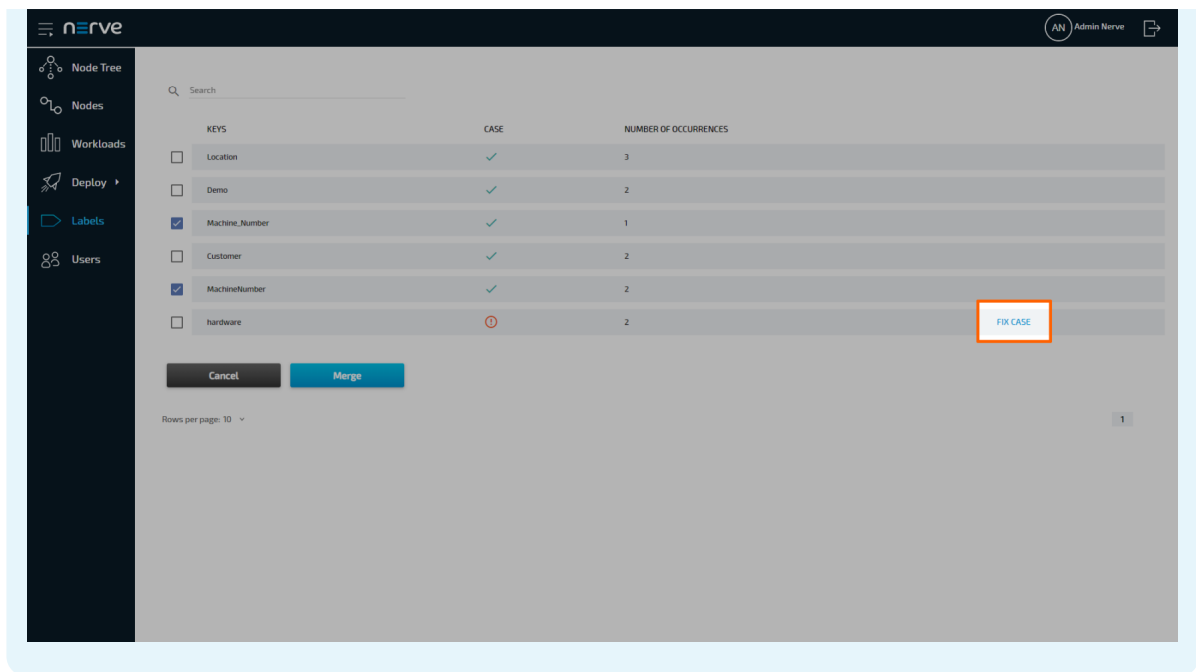 nerve
AN Admin Nerve
Node Tree
Nodes
Workloads
Deploy
Labels
Users
Search
KEYS CASE NUMBER OF OCCURRENCES
Location 3
Demo 2
Machine_Number 1
Customer 2
MachineNumber 2
hardware 2 FIX CASE
Cancel Merge
Rows per page: 10 1